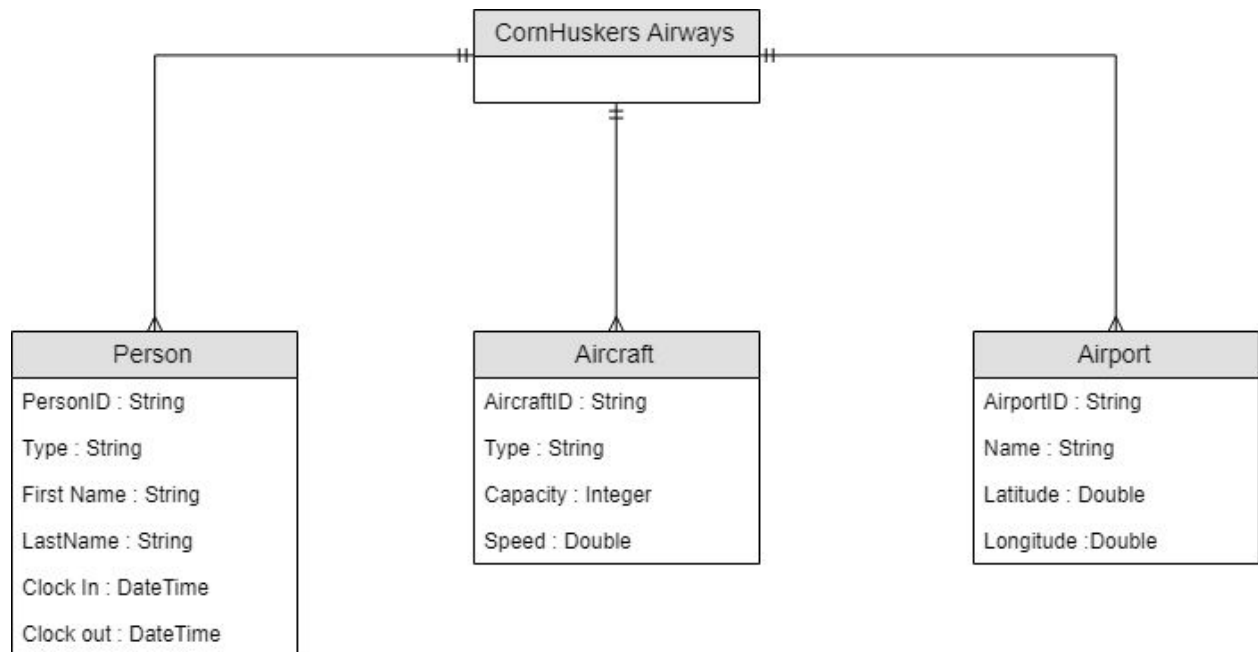 CornHuskers Airways
Person
PersonID : String
Type : String
First Name : String
LastName : String
Clock In : DateTime
Clock out : DateTime
Aircraft
AircraftID : String
Type : String
Capacity : Integer
Speed : Double
Airport
AirportID : String
Name : String
Latitude : Double
Longitude :Double